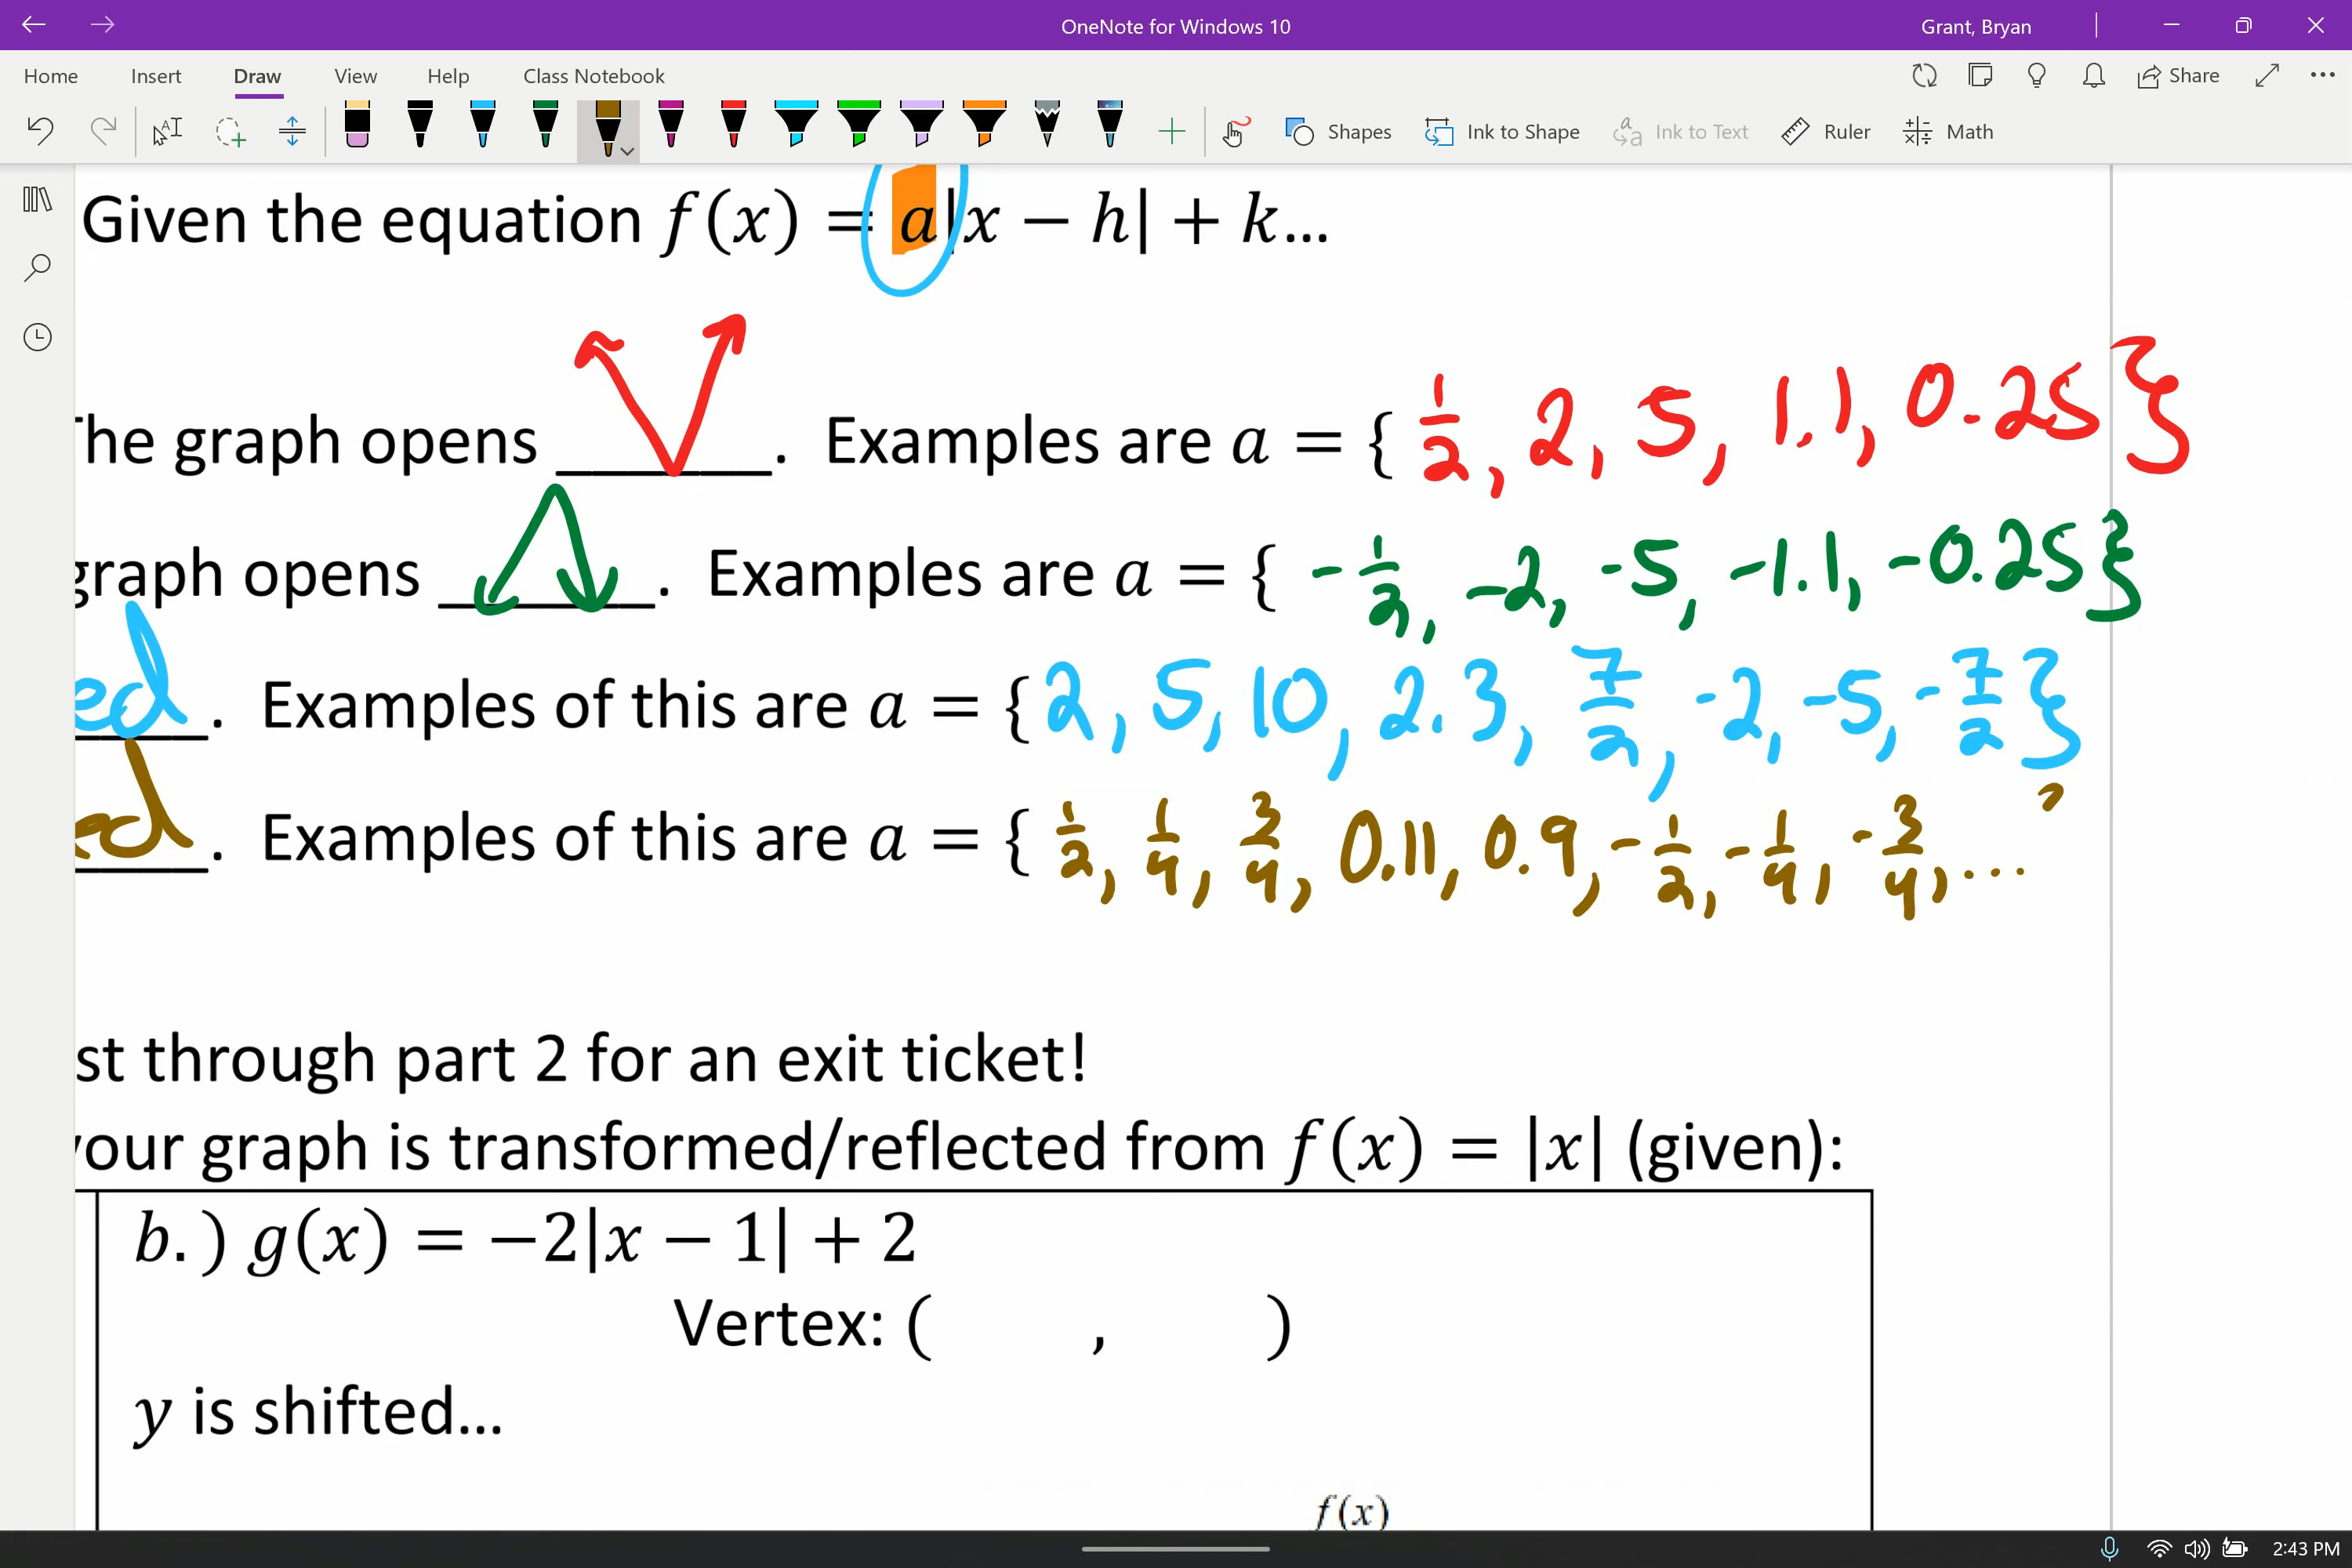 OneNote for Windows 10 Grant, Bryan
Home Insert Draw View Help Class Notebook Share
Shapes Ink to Shape Ink to Text Ruler Math
Given the equation f(x) = a|x − h| + k...
he graph opens ______. Examples are a = { 1/2, 2, 5, 1.1, 0.25 }
graph opens ______. Examples are a = { -1/2, -2, -5, -1.1, -0.25 }
ed. Examples of this are a = { 2, 5, 10, 2.3, 7/2, -2, -5, -7/2 }
ed. Examples of this are a = { 1/2, 1/4, 3/4, 0.11, 0.9, -1/2, -1/4, -3/4, ...
st through part 2 for an exit ticket!
our graph is transformed/reflected from f(x) = |x| (given):
b.) g(x) = −2|x − 1| + 2
Vertex: ( , )
y is shifted...
f(x)
2:43 PM